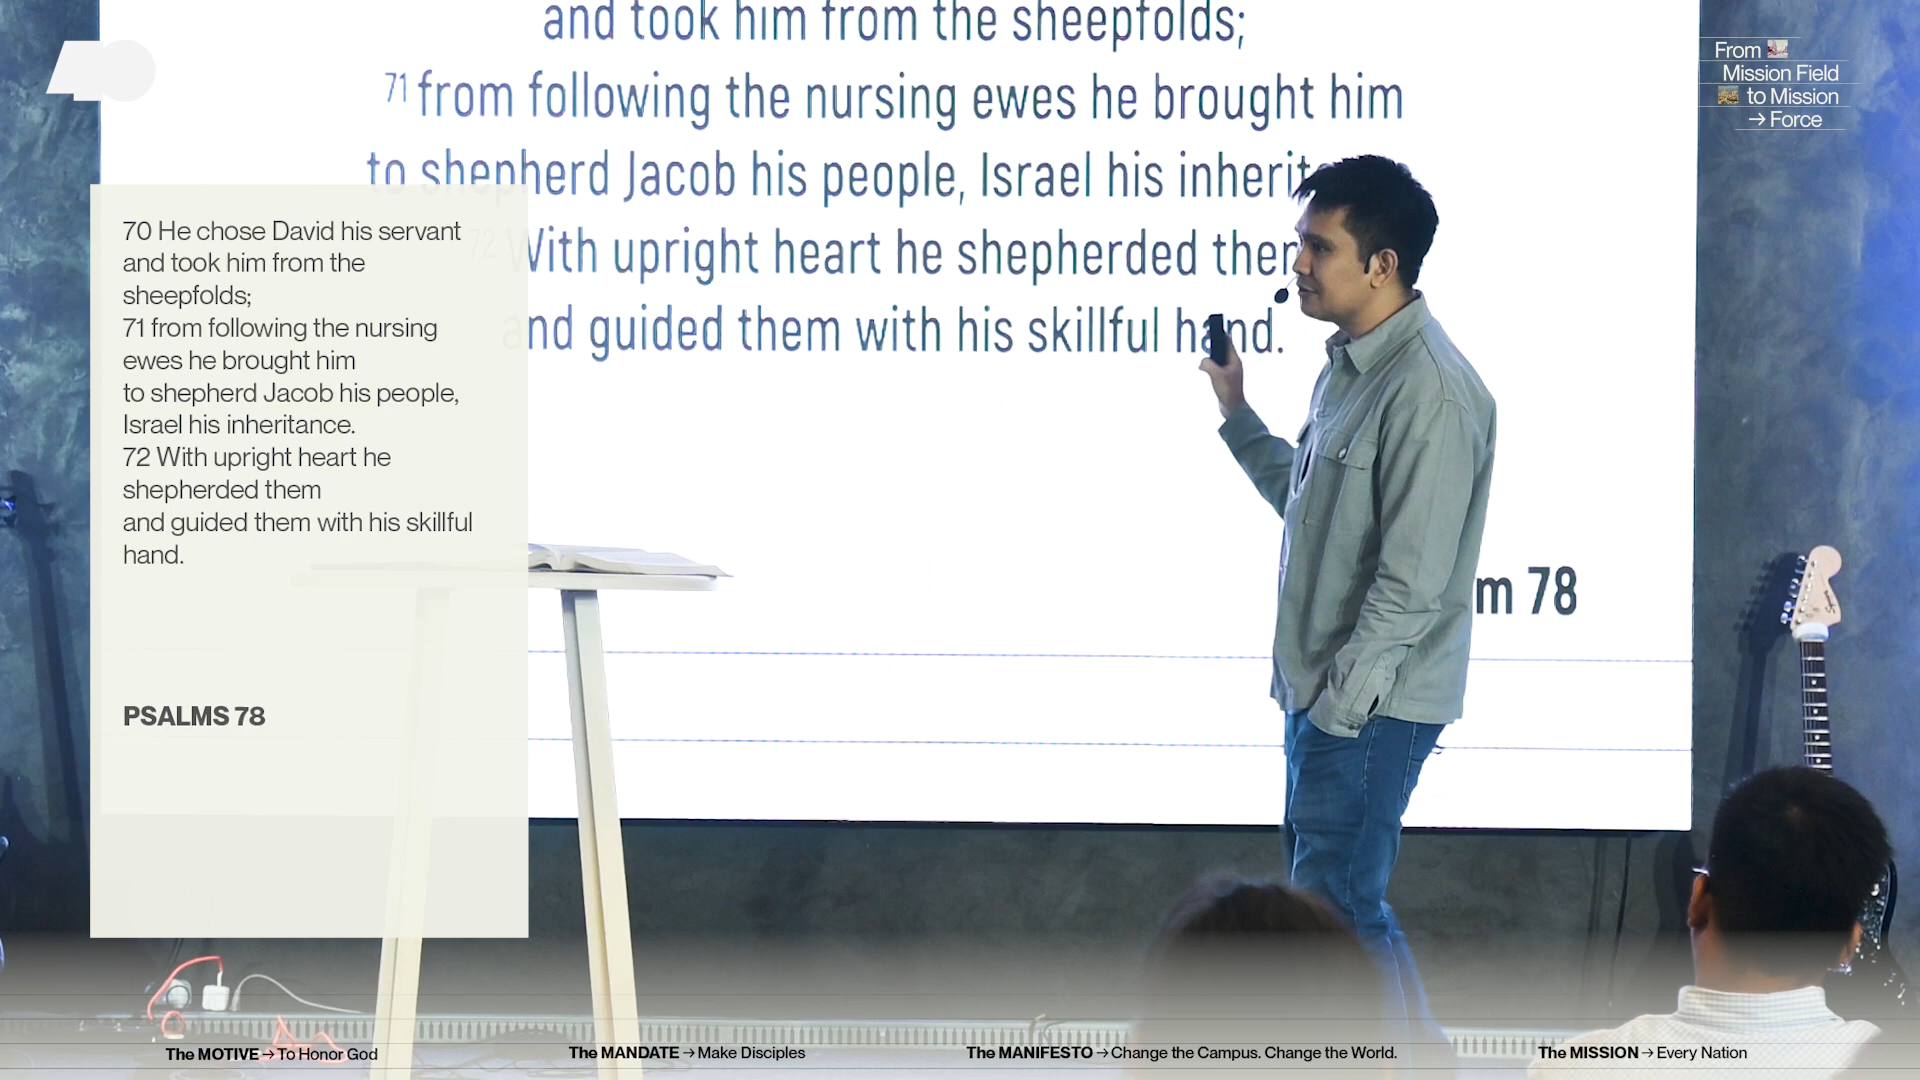 and took him from the sheepfolds;
71 from following the nursing ewes he brought him
to shepherd Jacob his people, Israel his inherit
72 With upright heart he shepherded them
and guided them with his skillful hand.
m 78
From
Mission Field
to Mission
→ Force
70 He chose David his servant
and took him from the
sheepfolds;
71 from following the nursing
ewes he brought him
to shepherd Jacob his people,
Israel his inheritance.
72 With upright heart he
shepherded them
and guided them with his skillful
hand.
PSALMS 78
The MOTIVE → To Honor God
The MANDATE → Make Disciples
The MANIFESTO → Change the Campus. Change the World.
The MISSION → Every Nation